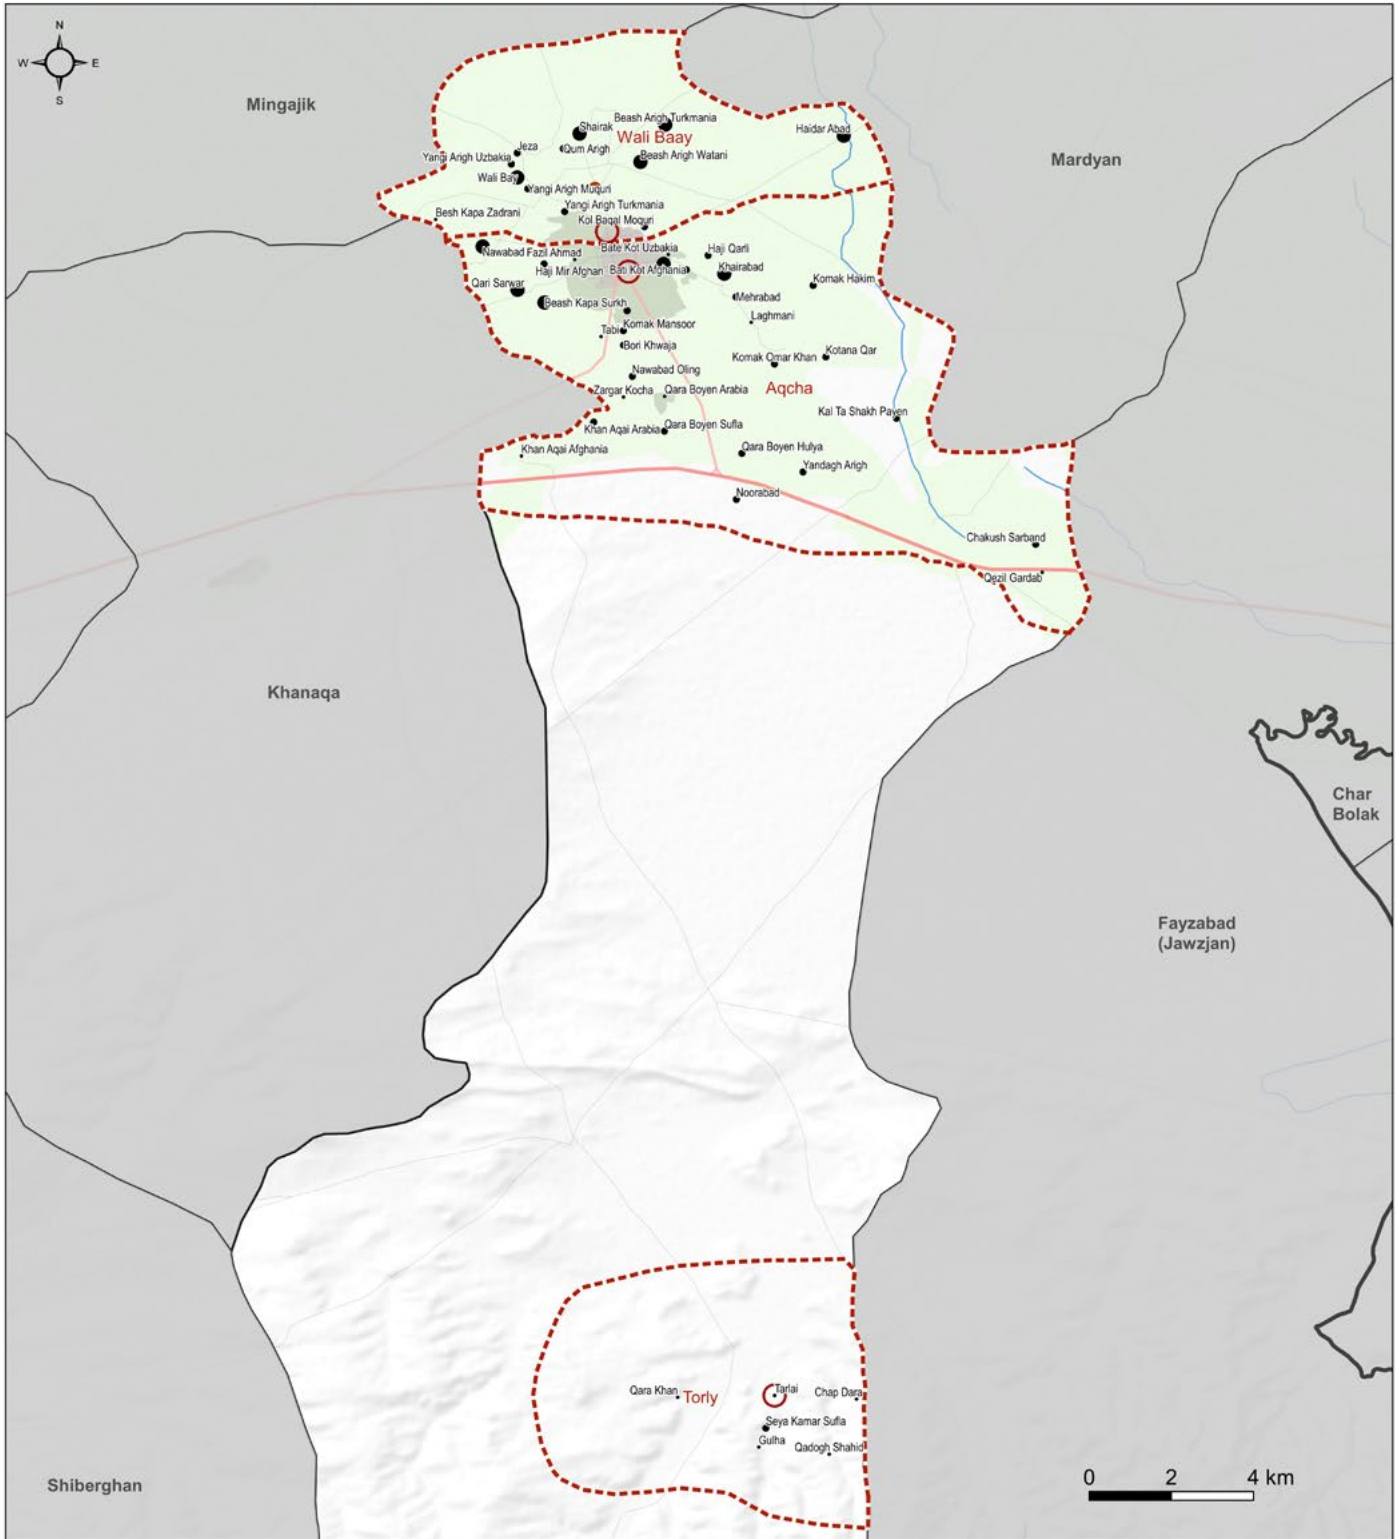 N
W
E
S
Mingajik
Mardyan
Beash Arigh Turkmania
Shairak
Wali Baay
Haidar Abad
Jeza
Qum Arigh
Beash Arigh Watani
Yangi Arigh Uzbakia
Wali Bay
Yangi Arigh Muquri
Besh Kapa Zadrani
Yangi Arigh Turkmania
Kol Baqal Moquri
Nawabad Fazil Ahmad
Bate Kot Uzbakia
Haji Qarli
Haji Mir Afghan
Bati Kot Afghania
Khairabad
Qari Sarwar
Komak Hakim
Beash Kapa Surkh
Mehrabad
Laghmani
Tabi
Komak Mansoor
Bori Khwaja
Komak Omar Khan
Kotana Qar
Nawabad Oling
Zargar Kocha
Qara Boyen Arabia
Aqcha
Kal Ta Shakh Payen
Khan Aqai Arabia
Qara Boyen Sufla
Khan Aqai Afghania
Qara Boyen Hulya
Yandagh Arigh
Noorabad
Chakush Sarband
Qezil Gardab
Khanaqa
Char
Bolak
Fayzabad
(Jawzjan)
Qara Khan
Torly
Tarlai
Chap Dara
Seya Kamar Sufla
Gulha
Qadogh Shahid
Shiberghan
0 2 4 km